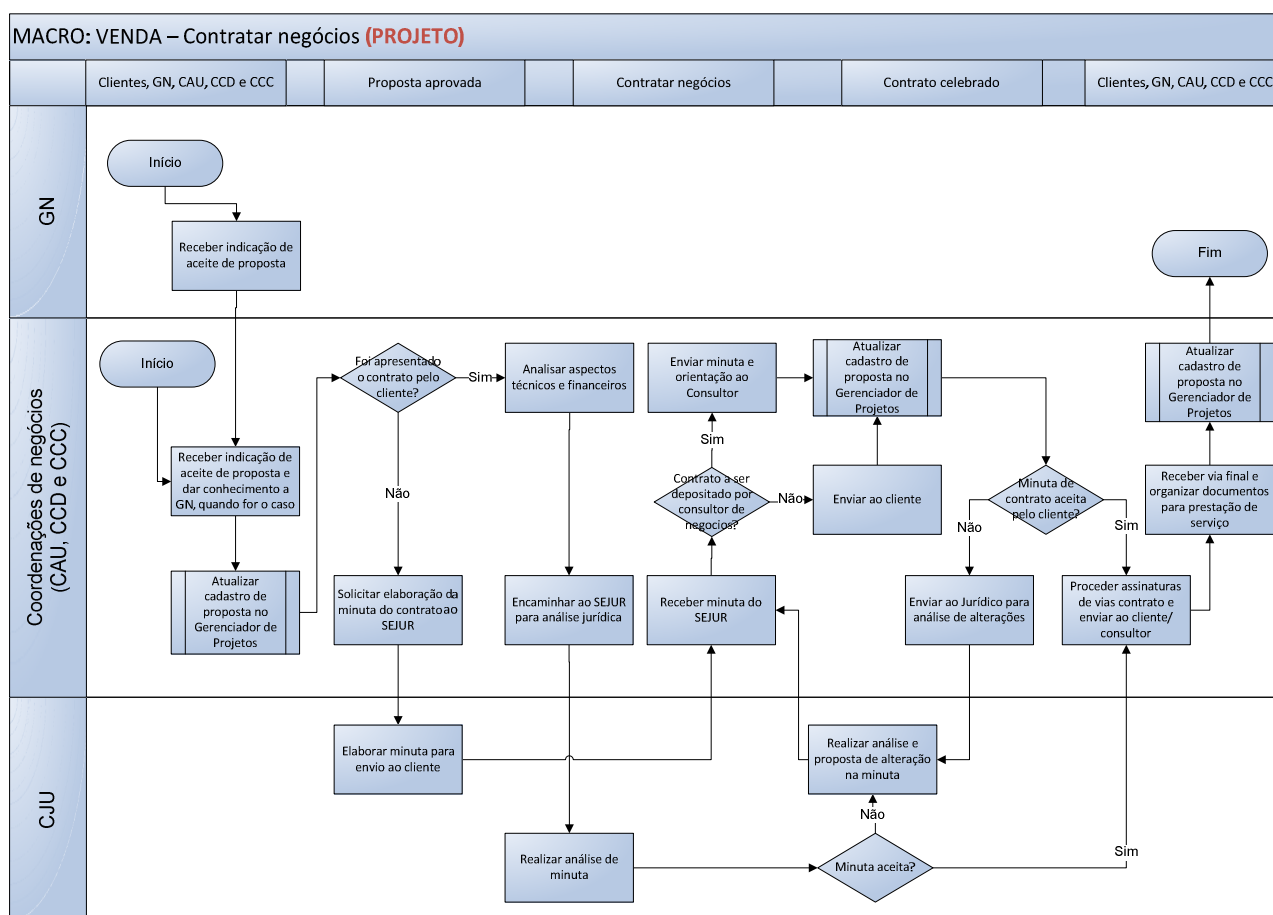 MACRO: VENDA – Contratar negócios (PROJETO)
Clientes, GN, CAU, CCD e CCC
Proposta aprovada
Contratar negócios
Contrato celebrado
Clientes, GN, CAU, CCD e CCC
GN
Início
Receber indicação de
aceite de proposta
Fim
Coordenações de negócios
(CAU, CCD e CCC)
Início
Receber indicação de
aceite de proposta e
dar conhecimento a
GN, quando for o caso
Atualizar
cadastro de
proposta no
Gerenciador de
Projetos
Foi apresentado
o contrato pelo
cliente?
Sim
Não
Analisar aspectos
técnicos e financeiros
Solicitar elaboração da
minuta do contrato ao
SEJUR
Encaminhar ao SEJUR
para análise jurídica
Enviar minuta e
orientação ao
Consultor
Sim
Contrato a ser
depositado por
consultor de
negocios?
Não
Receber minuta do
SEJUR
Atualizar
cadastro de
proposta no
Gerenciador de
Projetos
Enviar ao cliente
Minuta de
contrato aceita
pelo cliente?
Não
Sim
Enviar ao Jurídico para
análise de alterações
Proceder assinaturas
de vias contrato e
enviar ao cliente/
consultor
Atualizar
cadastro de
proposta no
Gerenciador de
Projetos
Receber via final e
organizar documentos
para prestação de
serviço
CJU
Elaborar minuta para
envio ao cliente
Realizar análise de
minuta
Realizar análise e
proposta de alteração
na minuta
Não
Minuta aceita?
Sim